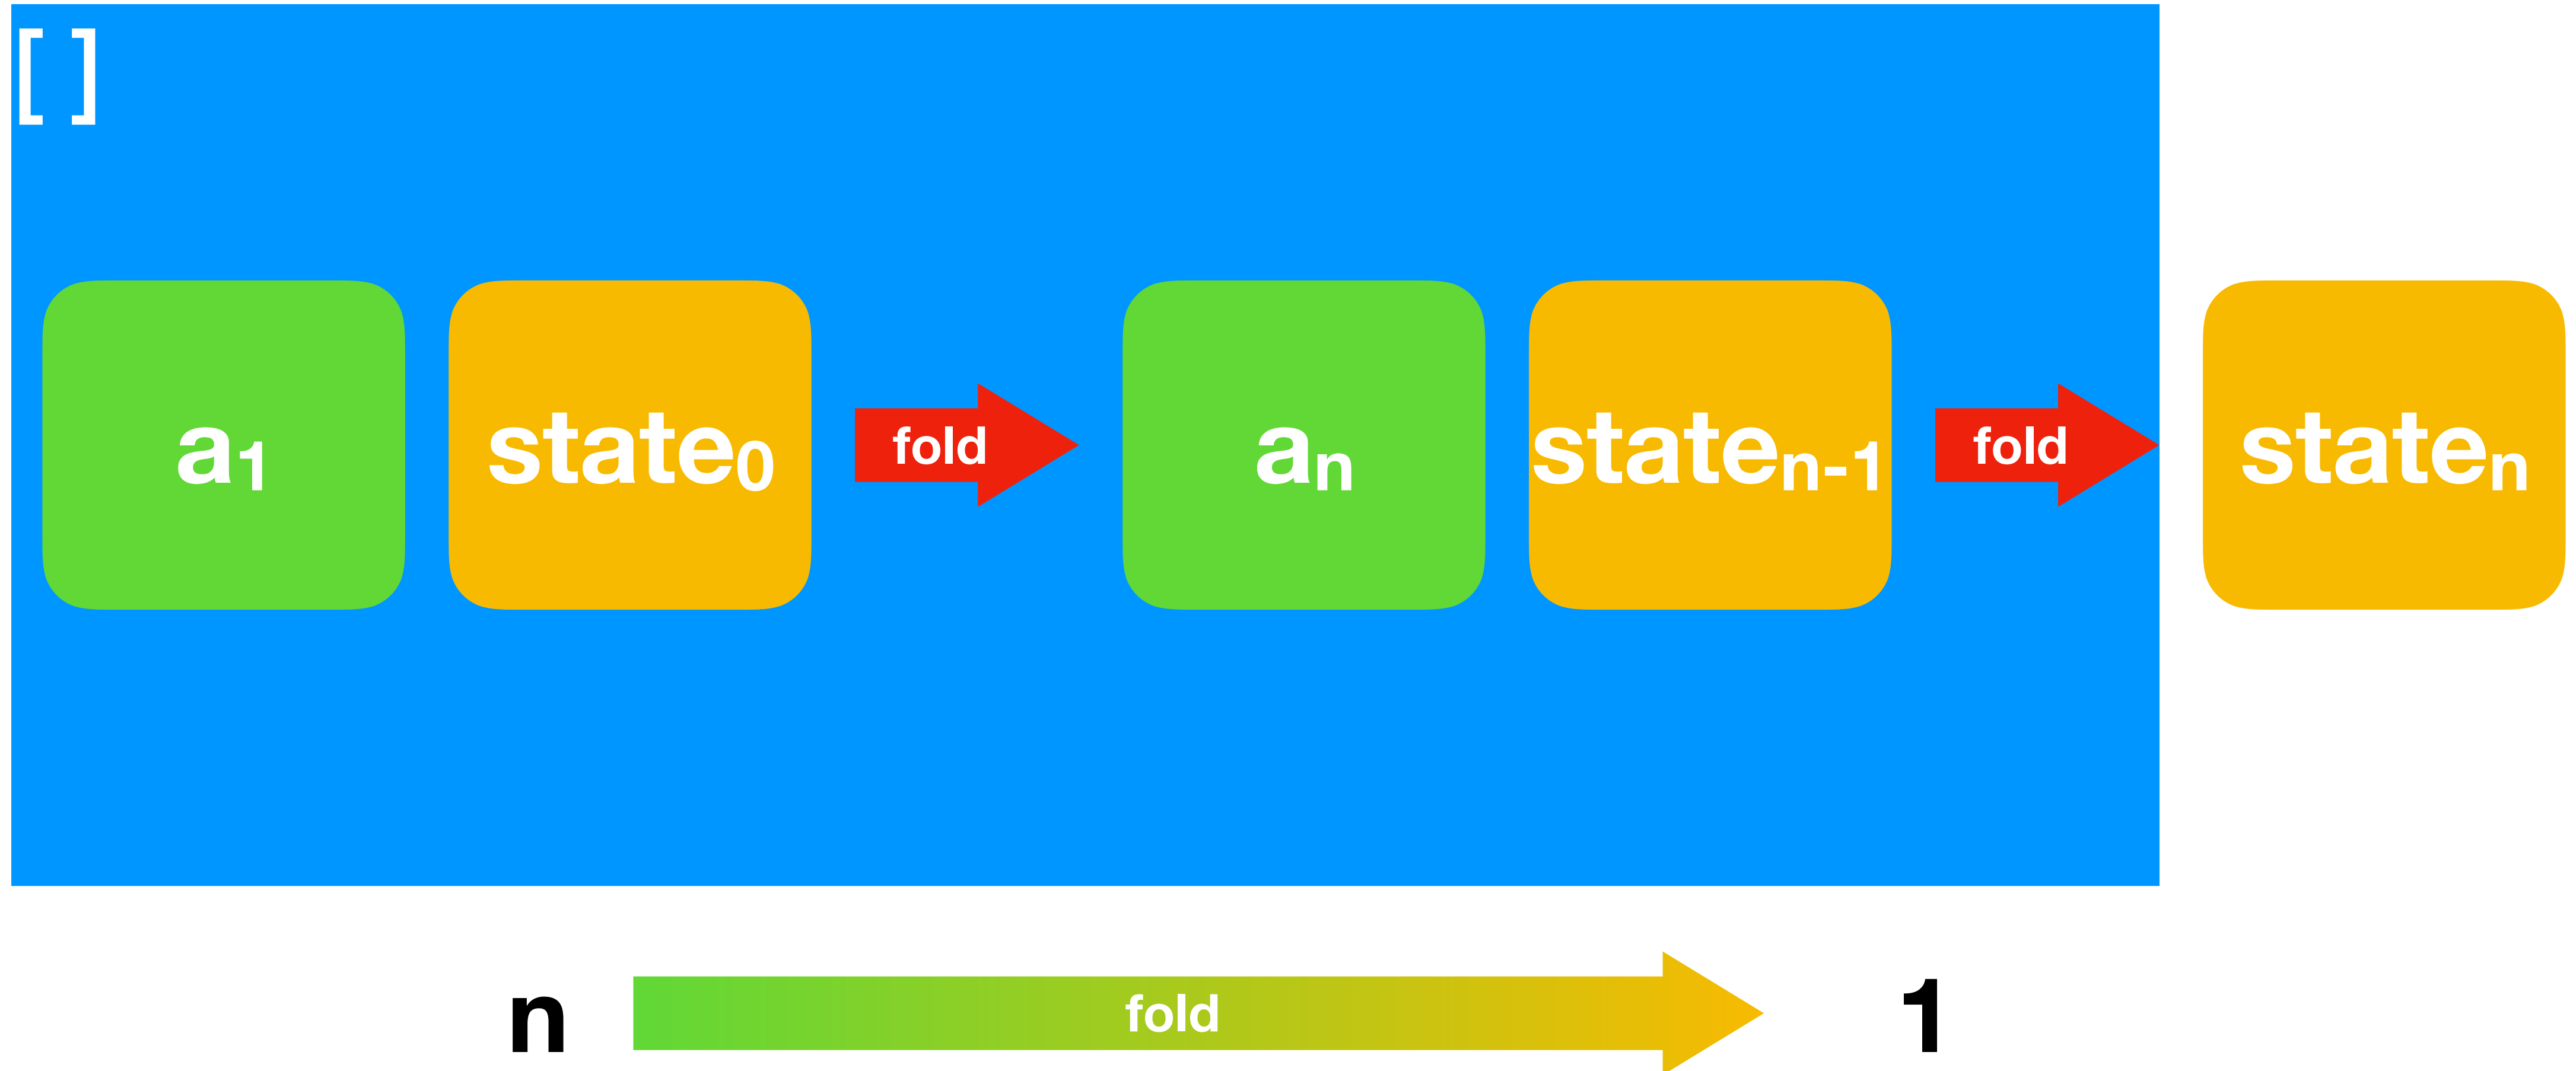 [ ]
a₁ state₀ fold aₙ stateₙ₋₁ fold stateₙ
n fold 1